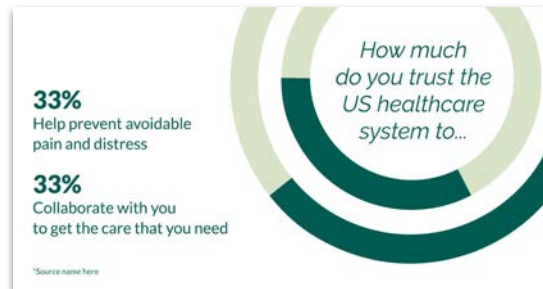 33%
Help prevent avoidable
pain and distress
33%
Collaborate with you
to get the care that you need
*Source name here
How much
do you trust the
US healthcare
system to...